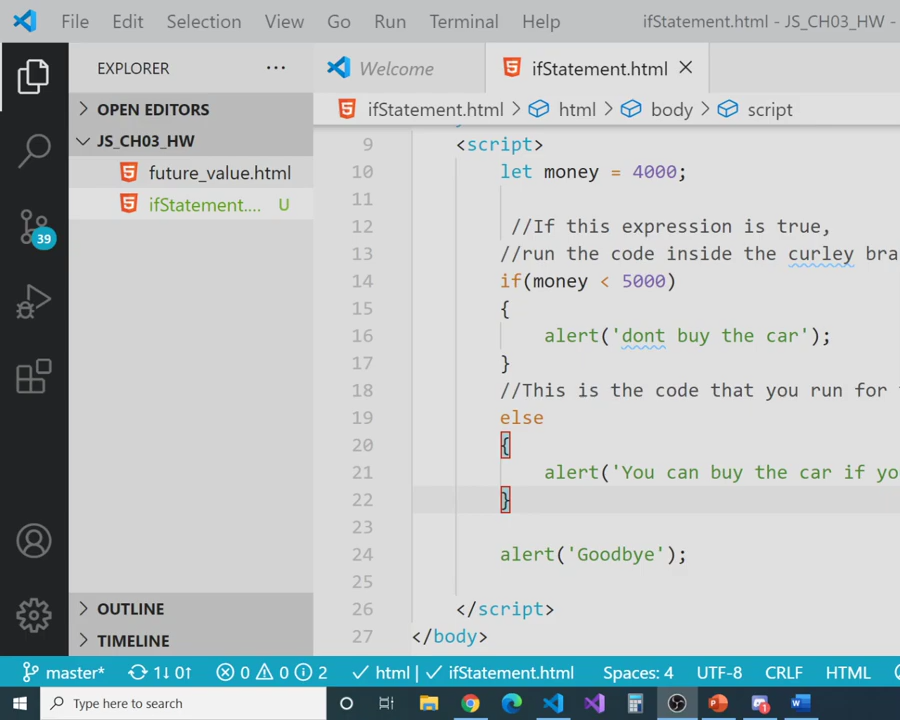 File Edit Selection View Go Run Terminal Help ifStatement.html - JS_CH03_HW -
EXPLORER ...
Welcome
ifStatement.html
OPEN EDITORS
ifStatement.html > html > body > script
JS_CH03_HW
future_value.html
ifStatement.... U
39
9 <script>
10 let money = 4000;
11
12 //If this expression is true,
13 //run the code inside the curley bra
14 if(money < 5000)
15 {
16 alert('dont buy the car');
17 }
18 //This is the code that you run for
19 else
20 {
21 alert('You can buy the car if yo
22 }
23
24 alert('Goodbye');
25
26 </script>
27 </body>
OUTLINE
TIMELINE
master* 1↓ 0↑ 0 0 2 html | ifStatement.html Spaces: 4 UTF-8 CRLF HTML
Type here to search